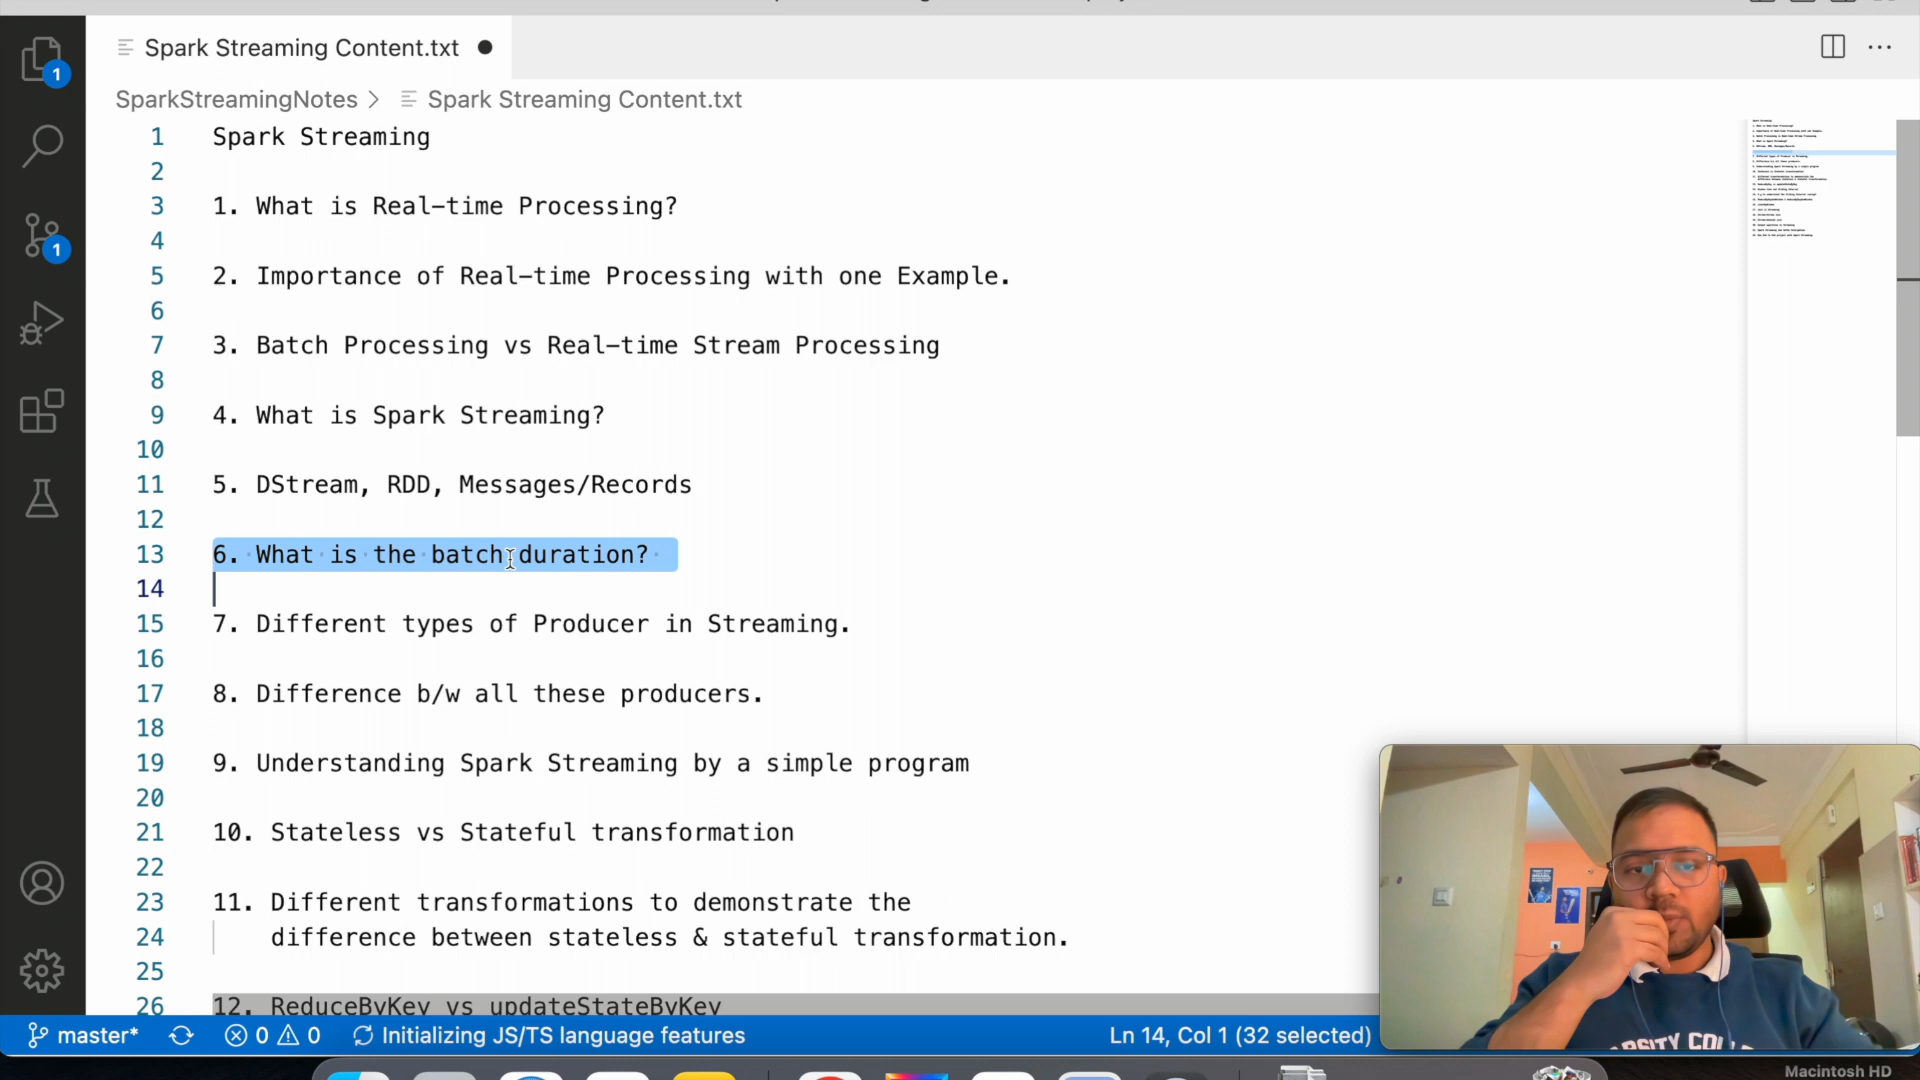 Spark Streaming Content.txt
SparkStreamingNotes > Spark Streaming Content.txt
1 Spark Streaming
2
3 1. What is Real-time Processing?
4
5 2. Importance of Real-time Processing with one Example.
6
7 3. Batch Processing vs Real-time Stream Processing
8
9 4. What is Spark Streaming?
10
11 5. DStream, RDD, Messages/Records
12
13 6. What is the batch duration?
14
15 7. Different types of Producer in Streaming.
16
17 8. Difference b/w all these producers.
18
19 9. Understanding Spark Streaming by a simple program
20
21 10. Stateless vs Stateful transformation
22
23 11. Different transformations to demonstrate the
24 difference between stateless & stateful transformation.
25
26 12. ReduceByKey vs updateStateByKey
1
1
master* 0 0 Initializing JS/TS language features Ln 14, Col 1 (32 selected)
Macintosh HD